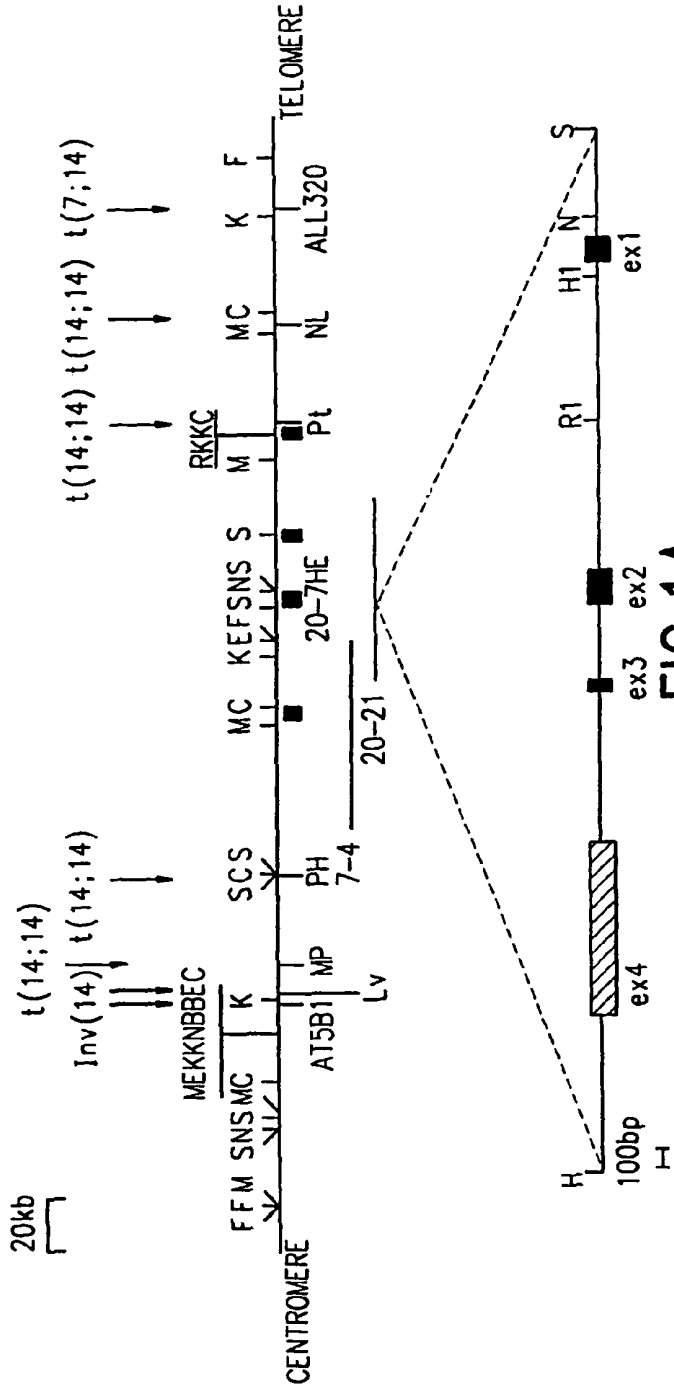 20kb
t(14;14)
Inv(14) t(14;14)
t(14;14) t(14;14) t(7;14)
MEKKNBBEC
RKKC
FFM SNSMC K SCS MC KEFSNS S M MC K F
CENTROMERE
TELOMERE
AT5B1 MP PH 20-7HE Pt NL ALL320
Lv
7-4
20-21
H1 N S
R1
100bp
ex4 ex3 ex2 ex1